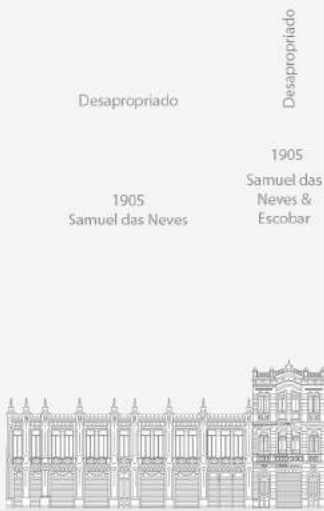 Desapropriado
1905
Samuel das Neves
Desapropriado
1905
Samuel das
Neves &
Escobar